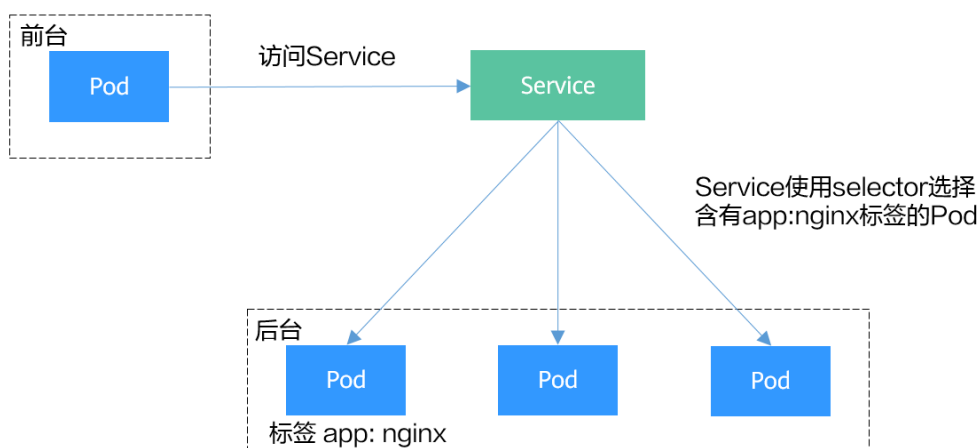 前台
Pod
访问Service
Service
Service使用selector选择
含有app:nginx标签的Pod
后台
Pod
Pod
Pod
标签 app: nginx